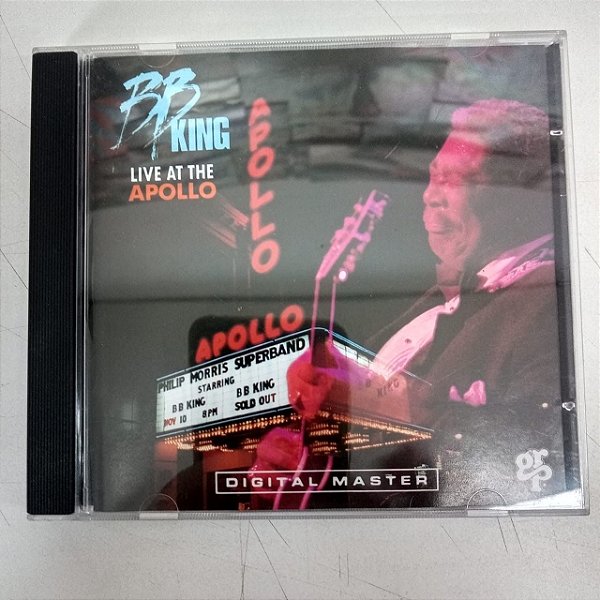 BB
KING
LIVE AT THE
APOLLO
APOLLO
APOLLO
PHILIP MORRIS SUPERBAND
STARRING
BB KING BB KING
NOV 10 8PM SOLD OUT
DIGITAL MASTER
grp